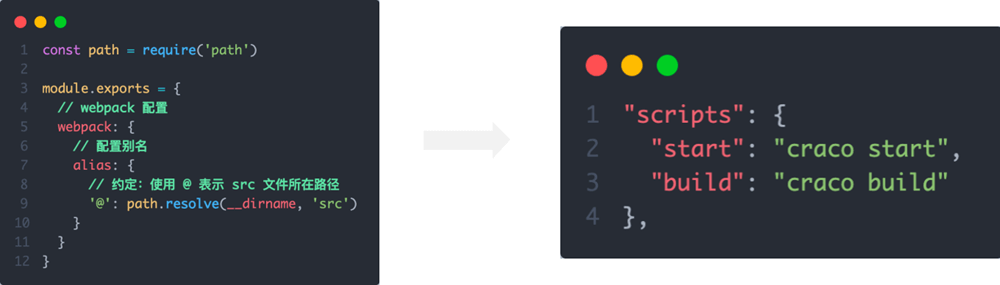 1 const path = require('path')
2
3 module.exports = {
4   // webpack 配置
5   webpack: {
6     // 配置别名
7     alias: {
8       // 约定：使用 @ 表示 src 文件所在路径
9       '@': path.resolve(__dirname, 'src')
10     }
11   }
12 }
1 "scripts": {
2   "start": "craco start",
3   "build": "craco build"
4 },